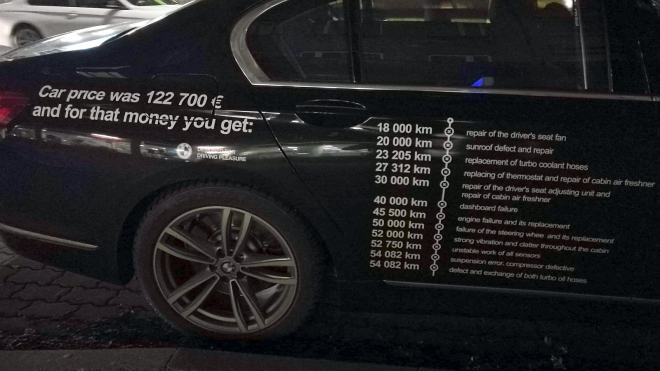 Car price was 122 700 €
and for that money you get:
DRIVING PLEASURE
18 000 km repair of the driver's seat fan
20 000 km sunroof defect and repair
23 205 km replacement of turbo coolant hoses
27 312 km replacing of thermostat and repair of cabin air freshner
30 000 km repair of the driver's seat adjusting unit and
repair of cabin air freshner
40 000 km dashboard failure
45 500 km engine failure and its replacement
50 000 km failure of the steering whee and its replacement
52 000 km strong vibration and clatter throughout the cabin
52 750 km unstable work of all sensors
54 082 km suspension error, compressor defective
54 082 km defect and exchange of both turbo oil hoses